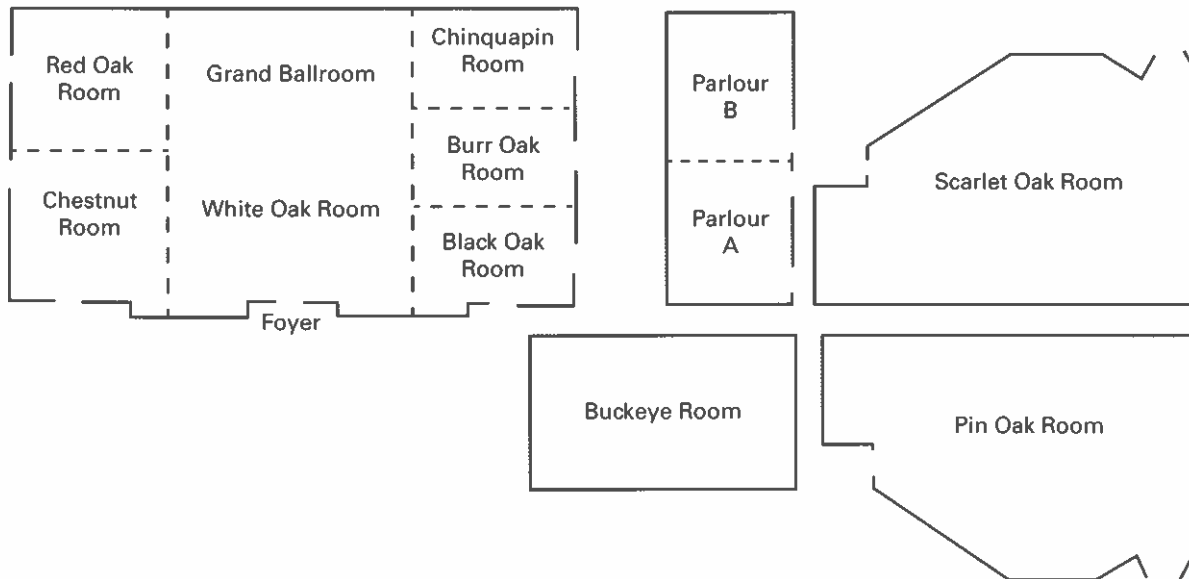 Red Oak
Room
Grand Ballroom
Chinquapin
Room
Burr Oak
Room
Chestnut
Room
White Oak Room
Black Oak
Room
Foyer
Parlour
B
Parlour
A
Scarlet Oak Room
Buckeye Room
Pin Oak Room